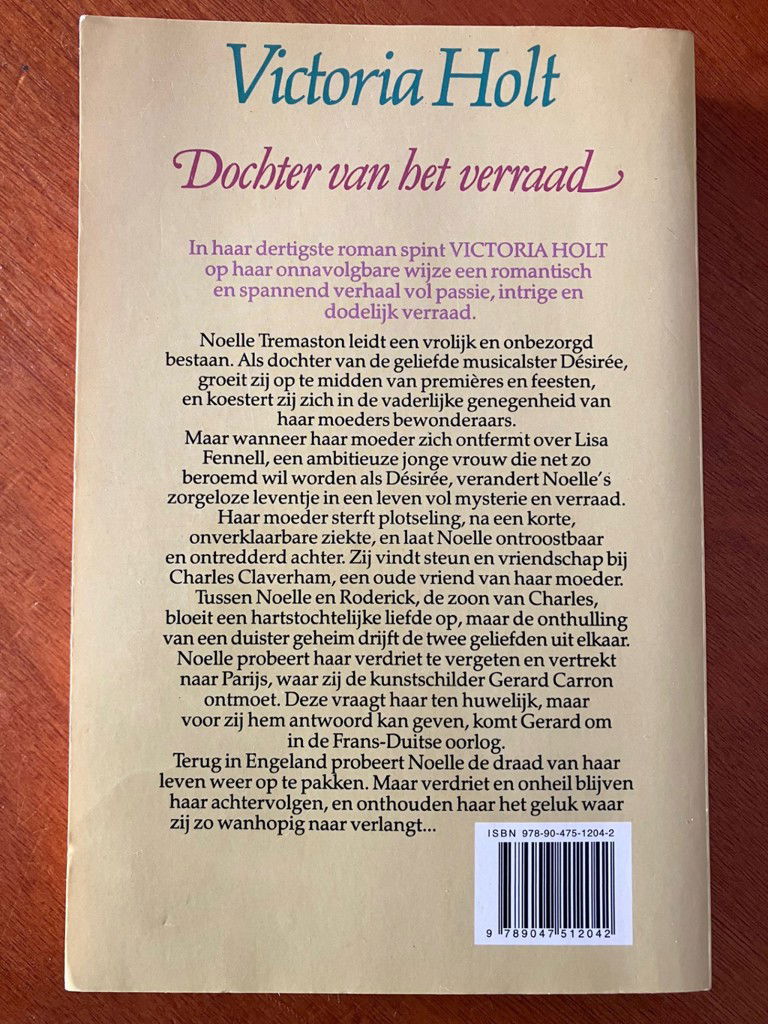 Victoria Holt
Dochter van het verraad
In haar dertigste roman spint VICTORIA HOLT
op haar onnavolgbare wijze een romantisch
en spannend verhaal vol passie, intrige en
dodelijk verraad.
Noelle Tremaston leidt een vrolijk en onbezorgd
bestaan. Als dochter van de geliefde musicalster Désirée,
groeit zij op te midden van premières en feesten,
en koestert zij zich in de vaderlijke genegenheid van
haar moeders bewonderaars.
Maar wanneer haar moeder zich ontfermt over Lisa
Fennell, een ambitieuze jonge vrouw die net zo
beroemd wil worden als Désirée, verandert Noelle's
zorgeloze leventje in een leven vol mysterie en verraad.
Haar moeder sterft plotseling, na een korte,
onverklaarbare ziekte, en laat Noelle ontroostbaar
en ontredderd achter. Zij vindt steun en vriendschap bij
Charles Claverham, een oude vriend van haar moeder.
Tussen Noelle en Roderick, de zoon van Charles,
bloeit een hartstochtelijke liefde op, maar de onthulling
van een duister geheim drijft de twee geliefden uit elkaar.
Noelle probeert haar verdriet te vergeten en vertrekt
naar Parijs, waar zij de kunstschilder Gerard Carron
ontmoet. Deze vraagt haar ten huwelijk, maar
voor zij hem antwoord kan geven, komt Gerard om
in de Frans-Duitse oorlog.
Terug in Engeland probeert Noelle de draad van haar
leven weer op te pakken. Maar verdriet en onheil blijven
haar achtervolgen, en onthouden haar het geluk waar
zij zo wanhopig naar verlangt...
ISBN 978-90-475-1204-2
9 789047 512042